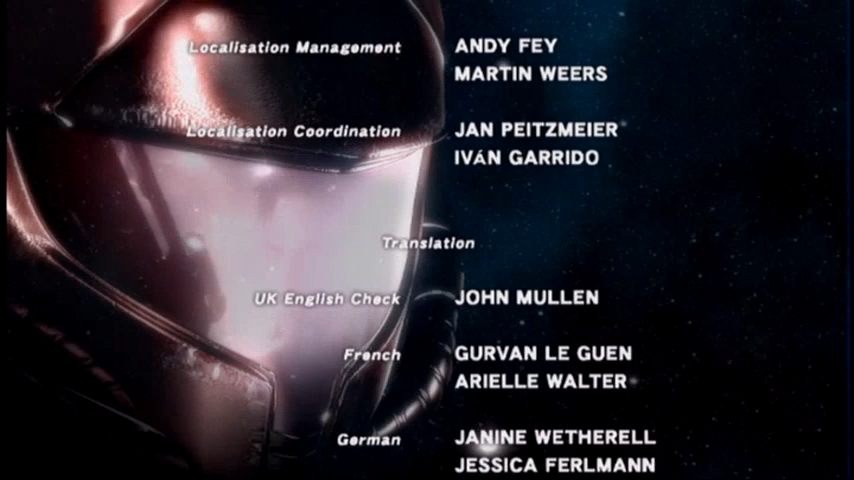 Localisation Management ANDY FEY
MARTIN WEERS
Localisation Coordination JAN PEITZMEIER
IVÁN GARRIDO
Translation
UK English Check JOHN MULLEN
French GURVAN LE GUEN
ARIELLE WALTER
German JANINE WETHERELL
JESSICA FERLMANN